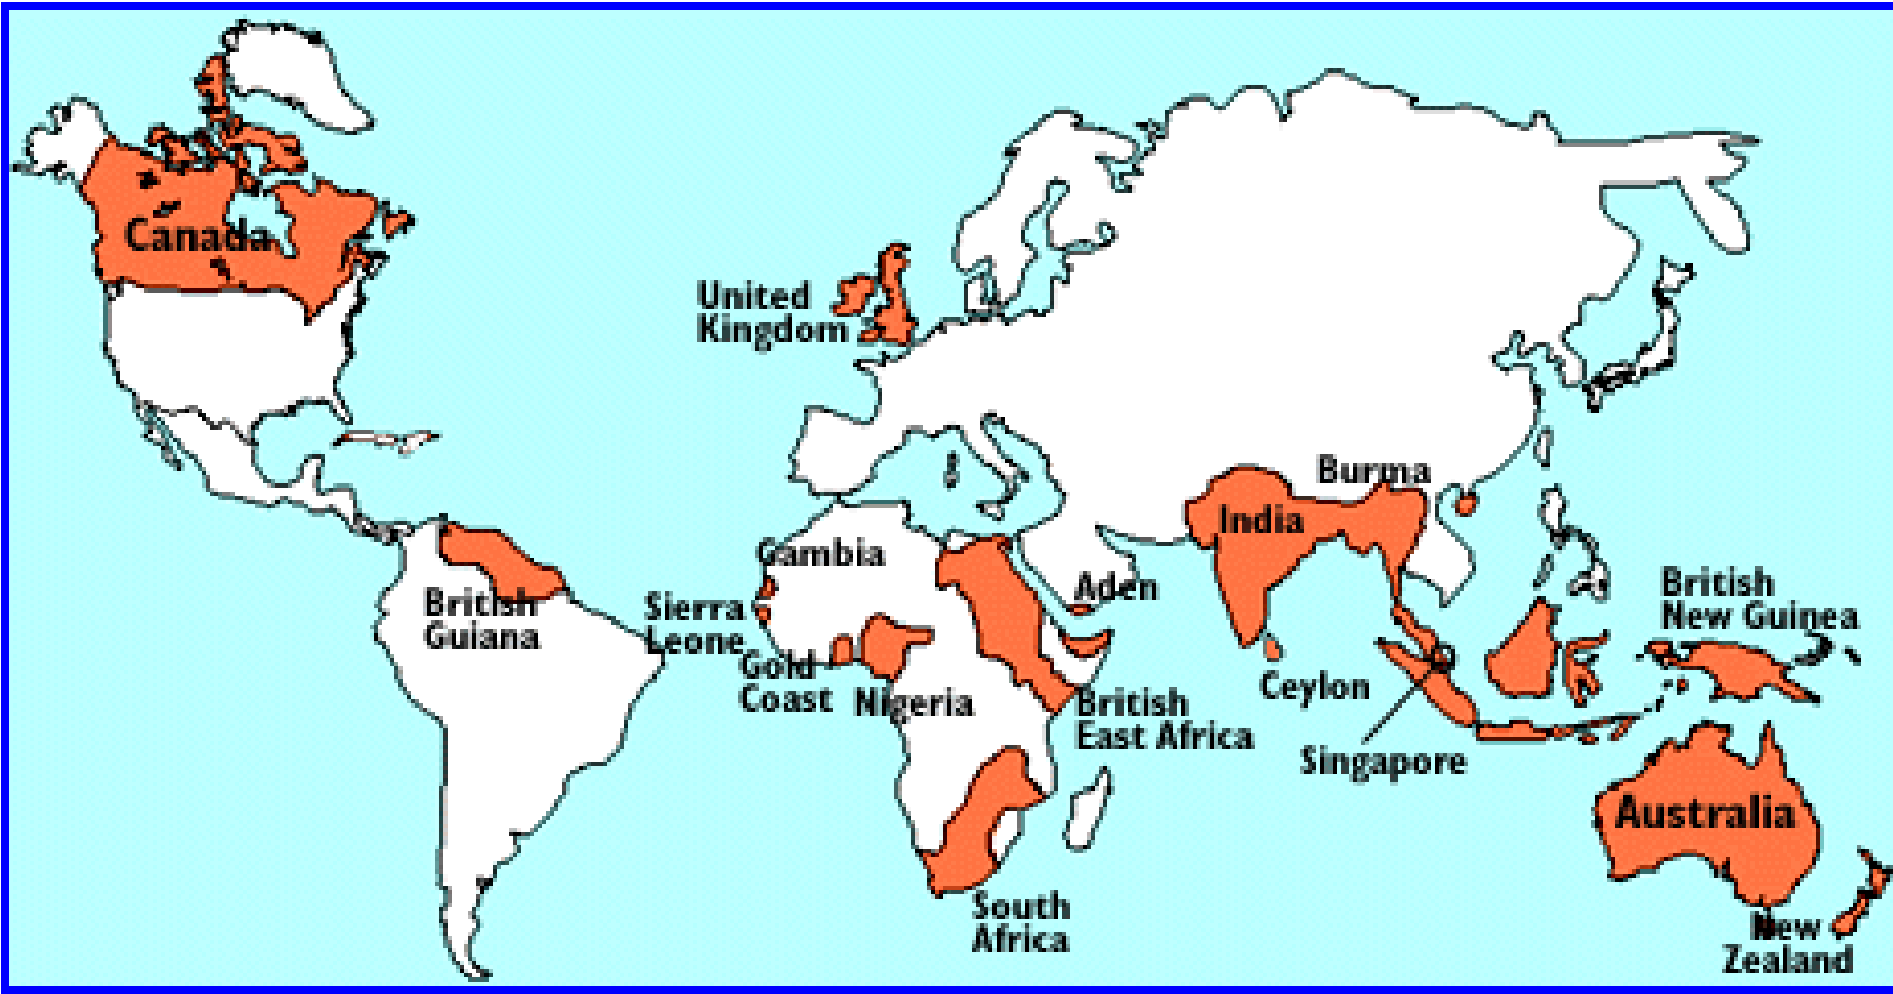 Canada
United
Kingdom
Burma
India
Gambia
Aden
British
New Guinea
British
Guiana
Sierra
Leone
Gold
Coast
Nigeria
Ceylon
British
East Africa
Singapore
Australia
South
Africa
New
Zealand